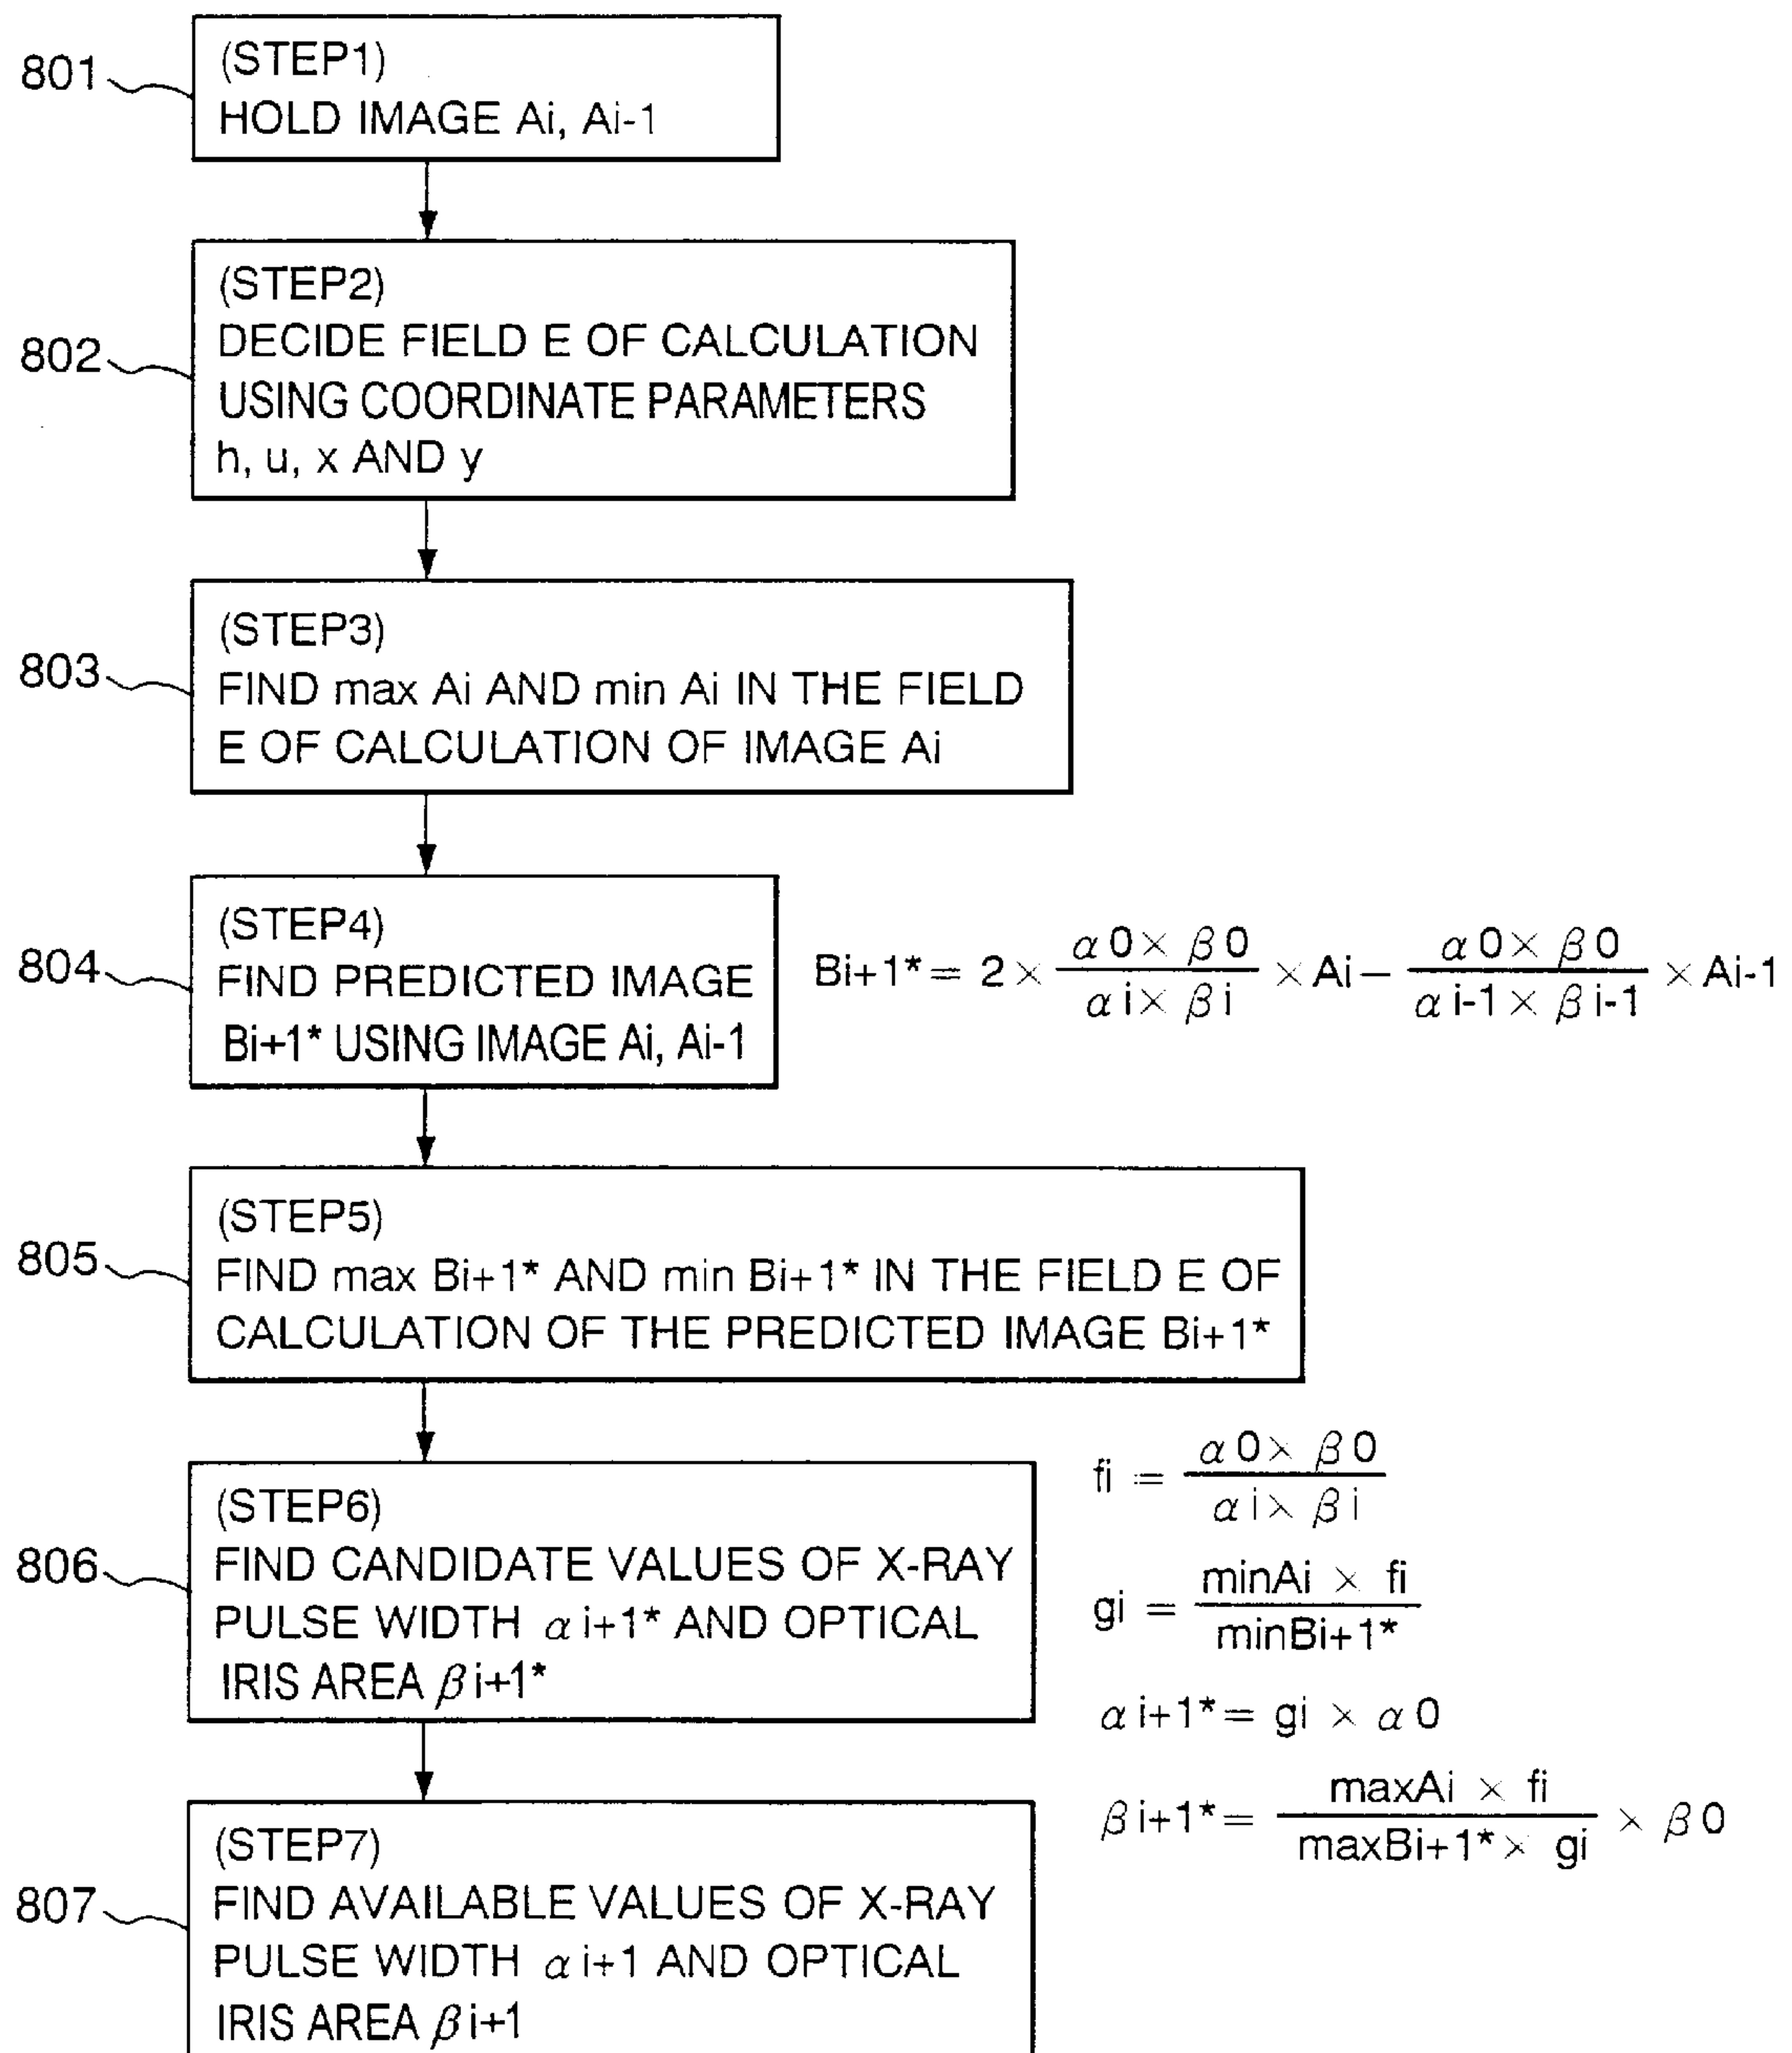 801
(STEP1)
HOLD IMAGE Ai, Ai-1
802
(STEP2)
DECIDE FIELD E OF CALCULATION
USING COORDINATE PARAMETERS
h, u, x AND y
803
(STEP3)
FIND max Ai AND min Ai IN THE FIELD
E OF CALCULATION OF IMAGE Ai
804
(STEP4)
FIND PREDICTED IMAGE
Bi+1* USING IMAGE Ai, Ai-1
α0× β0 α0× β0
Bi+1* = 2 × × Ai − × Ai-1
αi× βi αi-1× βi-1
805
(STEP5)
FIND max Bi+1* AND min Bi+1* IN THE FIELD E OF
CALCULATION OF THE PREDICTED IMAGE Bi+1*
806
(STEP6)
FIND CANDIDATE VALUES OF X-RAY
PULSE WIDTH αi+1* AND OPTICAL
IRIS AREA βi+1*
α0× β0
fi =
αi× βi
minAi × fi
gi =
minBi+1*
αi+1* = gi × α0
maxAi × fi
βi+1* = × β0
maxBi+1*× gi
807
(STEP7)
FIND AVAILABLE VALUES OF X-RAY
PULSE WIDTH αi+1 AND OPTICAL
IRIS AREA βi+1